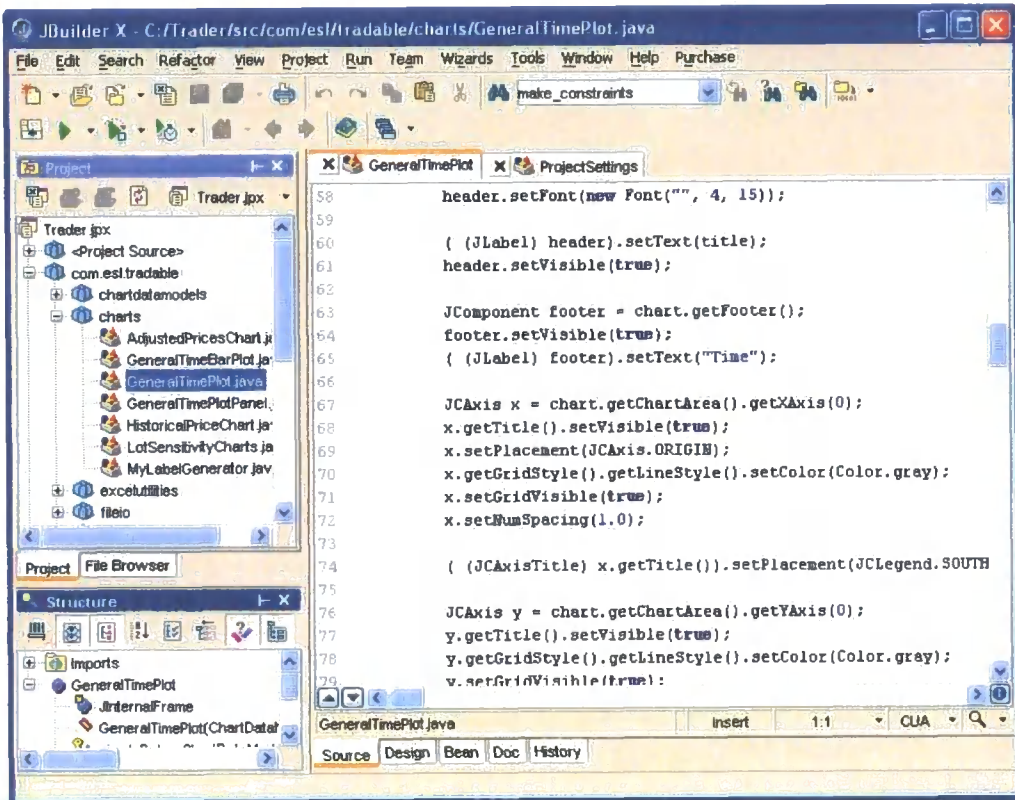 JBuilder X - C:/Trader/src/com/esl/tradable/charts/GeneralTimePlot.java
File Edit Search Refactor View Project Run Team Wizards Tools Window Help Purchase
make_constraints
Project
Trader.jpx
Trader.jpx
<Project Source>
com.esl.tradable
chartdatamodels
charts
AdjustedPricesChart.j
GeneralTimeBarPlot.ja
GeneralTimePlot.java
GeneralTimePlotPanel.
HistoricalPriceChart.ja
LotSensitivityCharts.ja
MyLabelGenerator.jav
excelutilities
fileio
Project File Browser
Structure
Imports
GeneralTimePlot
JInternalFrame
GeneralTimePlot(ChartDatat
GeneralTimePlot ProjectSettings
58 header.setFont(new Font("", 4, 15));
59
60 ( (JLabel) header).setText(title);
61 header.setVisible(true);
62
63 JComponent footer = chart.getFooter();
64 footer.setVisible(true);
65 ( (JLabel) footer).setText("Time");
66
67 JCAxis x = chart.getChartArea().getXAxis(0);
68 x.getTitle().setVisible(true);
69 x.setPlacement(JCAxis.ORIGIN);
70 x.getGridStyle().getLineStyle().setColor(Color.gray);
71 x.setGridVisible(true);
72 x.setNumSpacing(1.0);
73
74 ( (JCAxisTitle) x.getTitle()).setPlacement(JCLegend.SOUTH
75
76 JCAxis y = chart.getChartArea().getYAxis(0);
77 y.getTitle().setVisible(true);
78 y.getGridStyle().getLineStyle().setColor(Color.gray);
79 y.setGridVisible(true);
GeneralTimePlot.java Insert 1:1 CUA
Source Design Bean Doc History